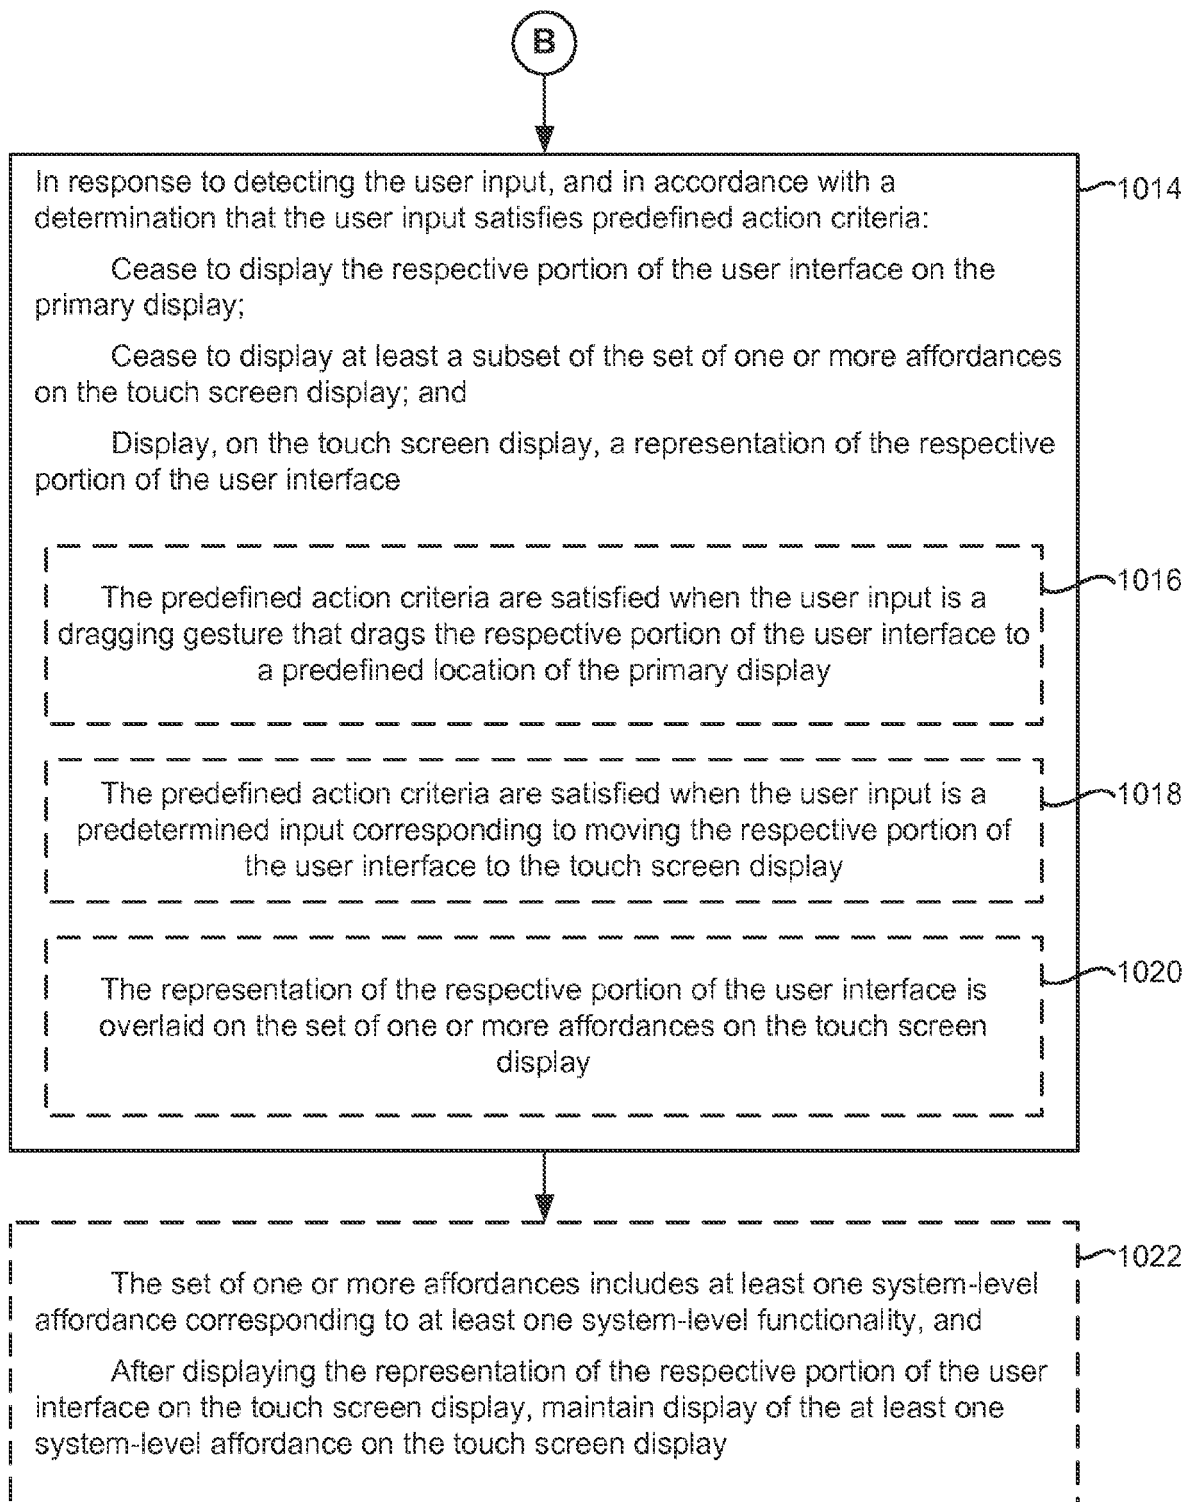 B
In response to detecting the user input, and in accordance with a
determination that the user input satisfies predefined action criteria:
Cease to display the respective portion of the user interface on the
primary display;
Cease to display at least a subset of the set of one or more affordances
on the touch screen display; and
Display, on the touch screen display, a representation of the respective
portion of the user interface
1014
The predefined action criteria are satisfied when the user input is a
dragging gesture that drags the respective portion of the user interface to
a predefined location of the primary display
1016
The predefined action criteria are satisfied when the user input is a
predetermined input corresponding to moving the respective portion of
the user interface to the touch screen display
1018
The representation of the respective portion of the user interface is
overlaid on the set of one or more affordances on the touch screen
display
1020
The set of one or more affordances includes at least one system-level
affordance corresponding to at least one system-level functionality, and
After displaying the representation of the respective portion of the user
interface on the touch screen display, maintain display of the at least one
system-level affordance on the touch screen display
1022